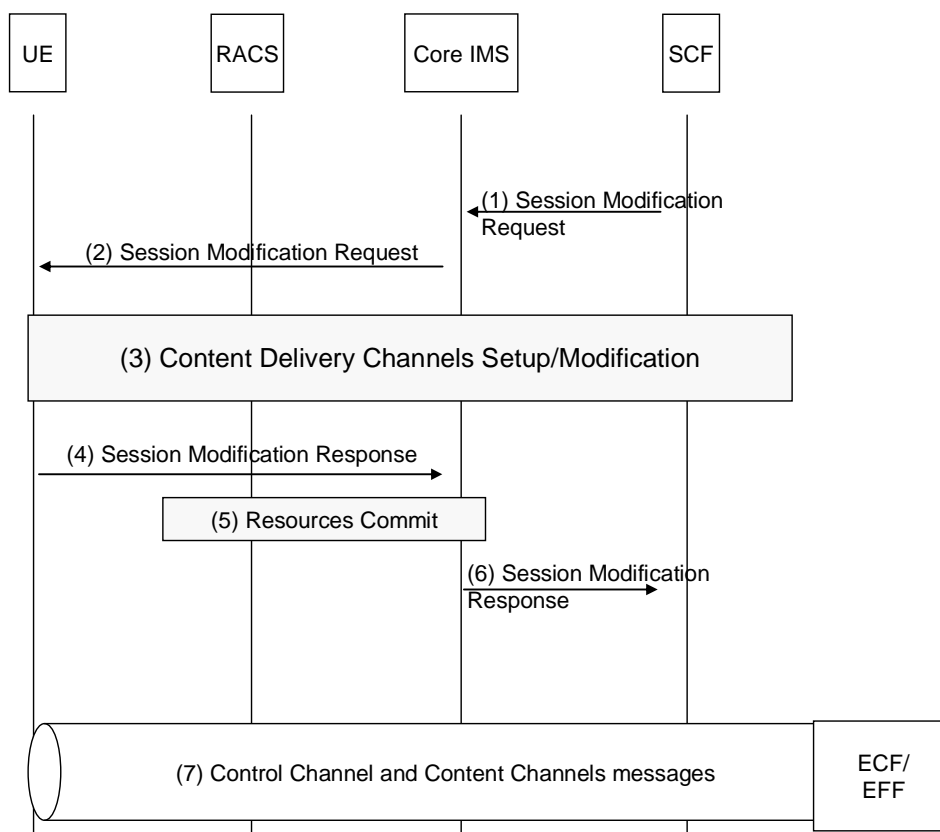 UE
RACS
Core IMS
SCF
(1) Session Modification
Request
(2) Session Modification Request
(3) Content Delivery Channels Setup/Modification
(4) Session Modification Response
(5) Resources Commit
(6) Session Modification
Response
(7) Control Channel and Content Channels messages
ECF/
EFF